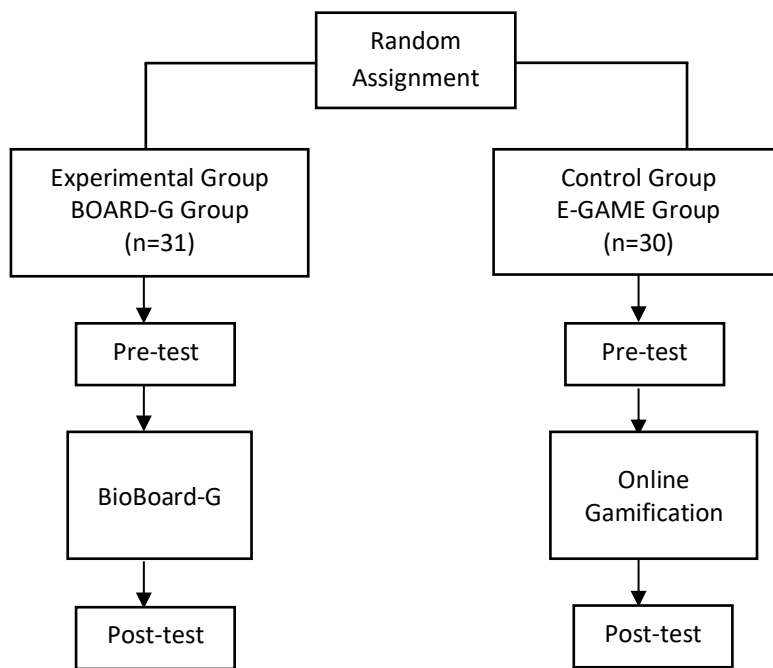 Random
Assignment
Experimental Group
BOARD-G Group
(n=31)
Control Group
E-GAME Group
(n=30)
Pre-test
Pre-test
BioBoard-G
Online
Gamification
Post-test
Post-test